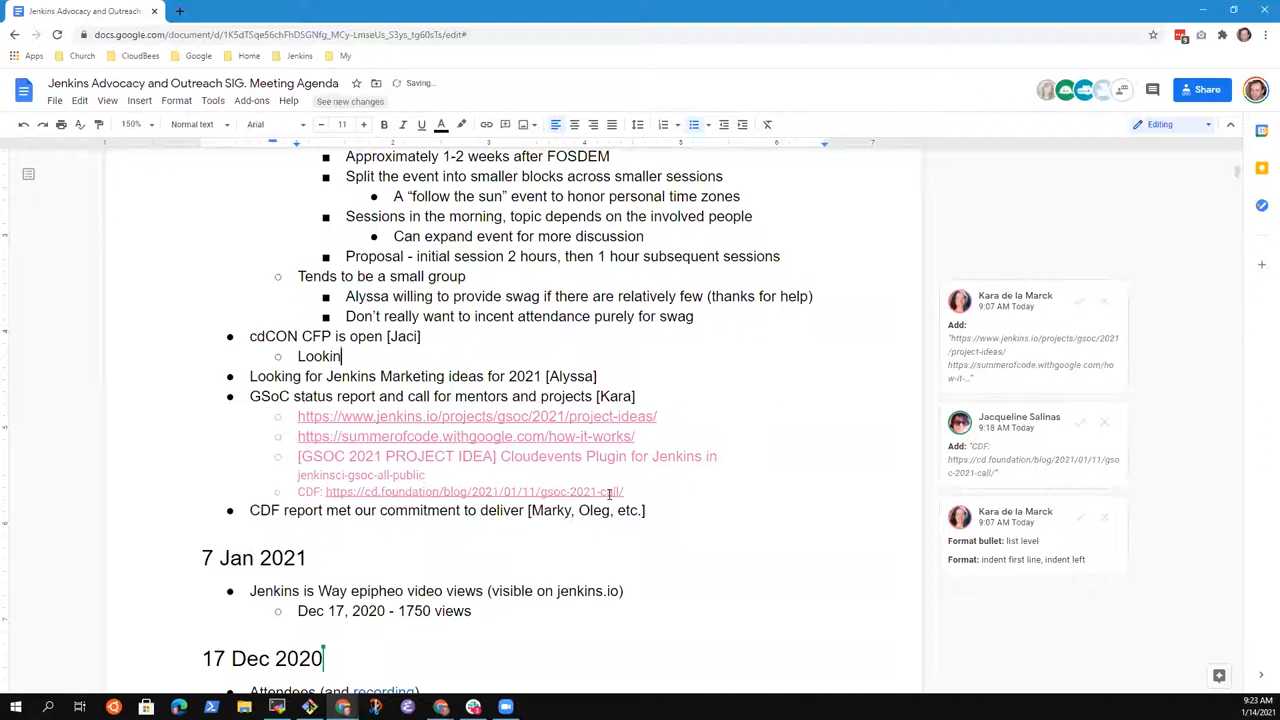 Jenkins Advocacy and Outreach
docs.google.com/document/d/1K5dTSqe56chFhDSGNfg_MCy-LmseUs_S3ys_tg60sTs/edit#
Apps Church CloudBees Google Home Jenkins My
Jenkins Advocacy and Outreach SIG. Meeting Agenda Saving...
File Edit View Insert Format Tools Add-ons Help See new changes
Share
150% Normal text Arial 11 Editing
1 2 3 4 5 6 7
Approximately 1-2 weeks after FOSDEM
Split the event into smaller blocks across smaller sessions
A “follow the sun” event to honor personal time zones
Sessions in the morning, topic depends on the involved people
Can expand event for more discussion
Proposal - initial session 2 hours, then 1 hour subsequent sessions
Tends to be a small group
Alyssa willing to provide swag if there are relatively few (thanks for help)
Don’t really want to incent attendance purely for swag
cdCON CFP is open [Jaci]
Lookin
Looking for Jenkins Marketing ideas for 2021 [Alyssa]
GSoC status report and call for mentors and projects [Kara]
https://www.jenkins.io/projects/gsoc/2021/project-ideas/
https://summerofcode.withgoogle.com/how-it-works/
[GSOC 2021 PROJECT IDEA] Cloudevents Plugin for Jenkins in
jenkinsci-gsoc-all-public
CDF: https://cd.foundation/blog/2021/01/11/gsoc-2021-call/
CDF report met our commitment to deliver [Marky, Oleg, etc.]
7 Jan 2021
Jenkins is Way epipheo video views (visible on jenkins.io)
Dec 17, 2020 - 1750 views
17 Dec 2020
Attendees (and recording)
Kara de la Marck
9:07 AM Today
Add:
“https://www.jenkins.io/projects/gsoc/2021
/project-ideas/
https://summerofcode.withgoogle.com/ho
w-it-...”
Jacqueline Salinas
9:18 AM Today
Add: “CDF:
https://cd.foundation/blog/2021/01/11/gso
c-2021-call/”
Kara de la Marck
9:07 AM Today
Format bullet: list level
Format: indent first line, indent left
9:23 AM
1/14/2021